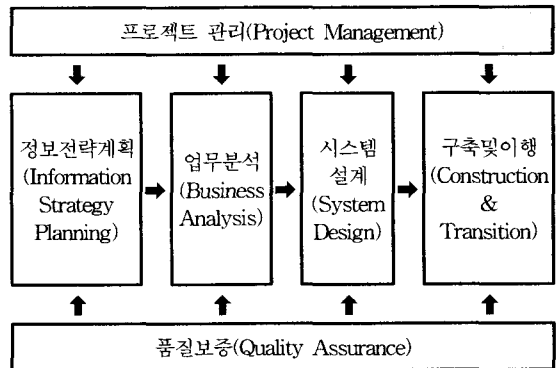 프로젝트 관리(Project Management)
정보전략계획
(Information
Strategy
Planning)
업무분석
(Business
Analysis)
시스템
설계
(System
Design)
구축및이행
(Construction
&
Transition)
품질보증(Quality Assurance)